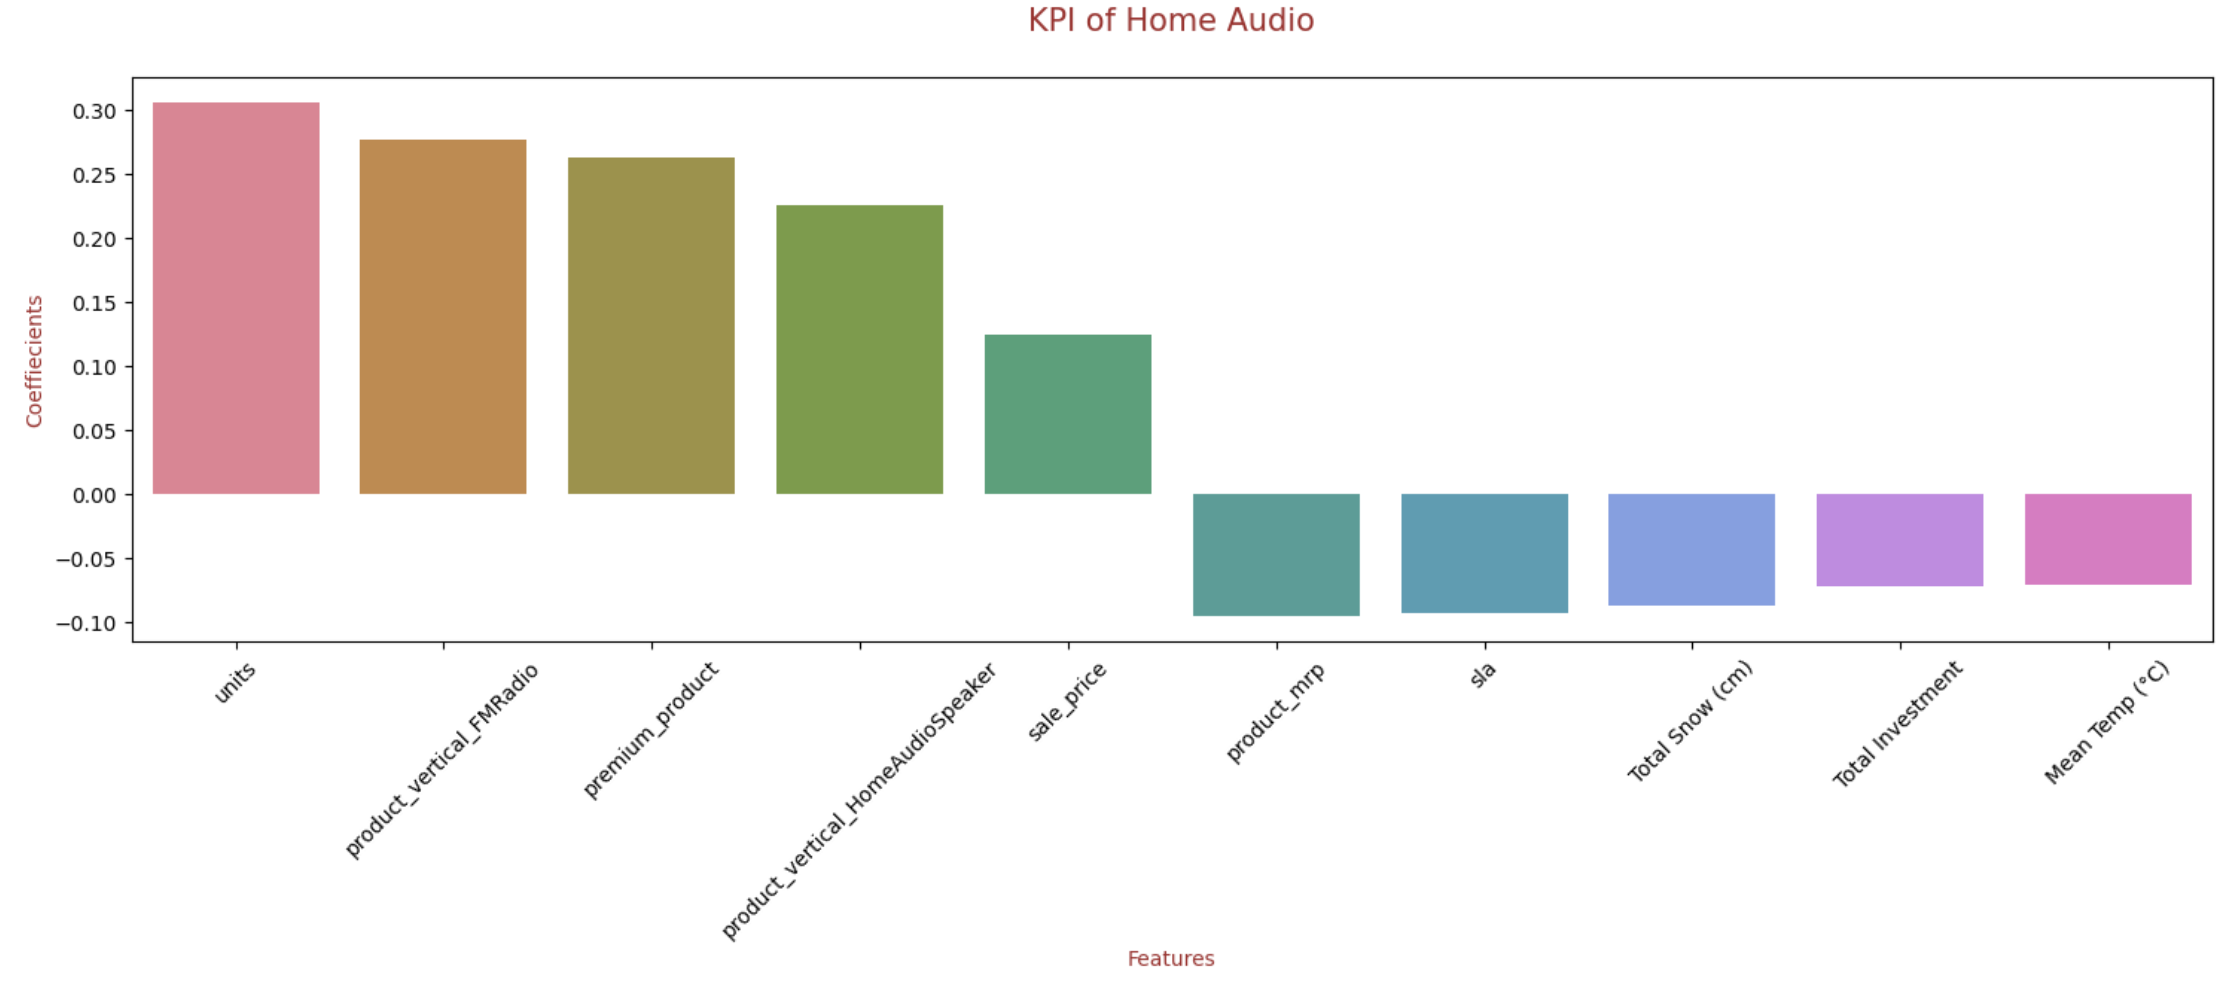 KPI of Home Audio
Coeffiecients
0.30
0.25
0.20
0.15
0.10
0.05
0.00
−0.05
−0.10
units
product_vertical_FMRadio
premium_product
product_vertical_HomeAudioSpeaker
sale_price
product_mrp
sla
Total Snow (cm)
Total Investment
Mean Temp (°C)
Features